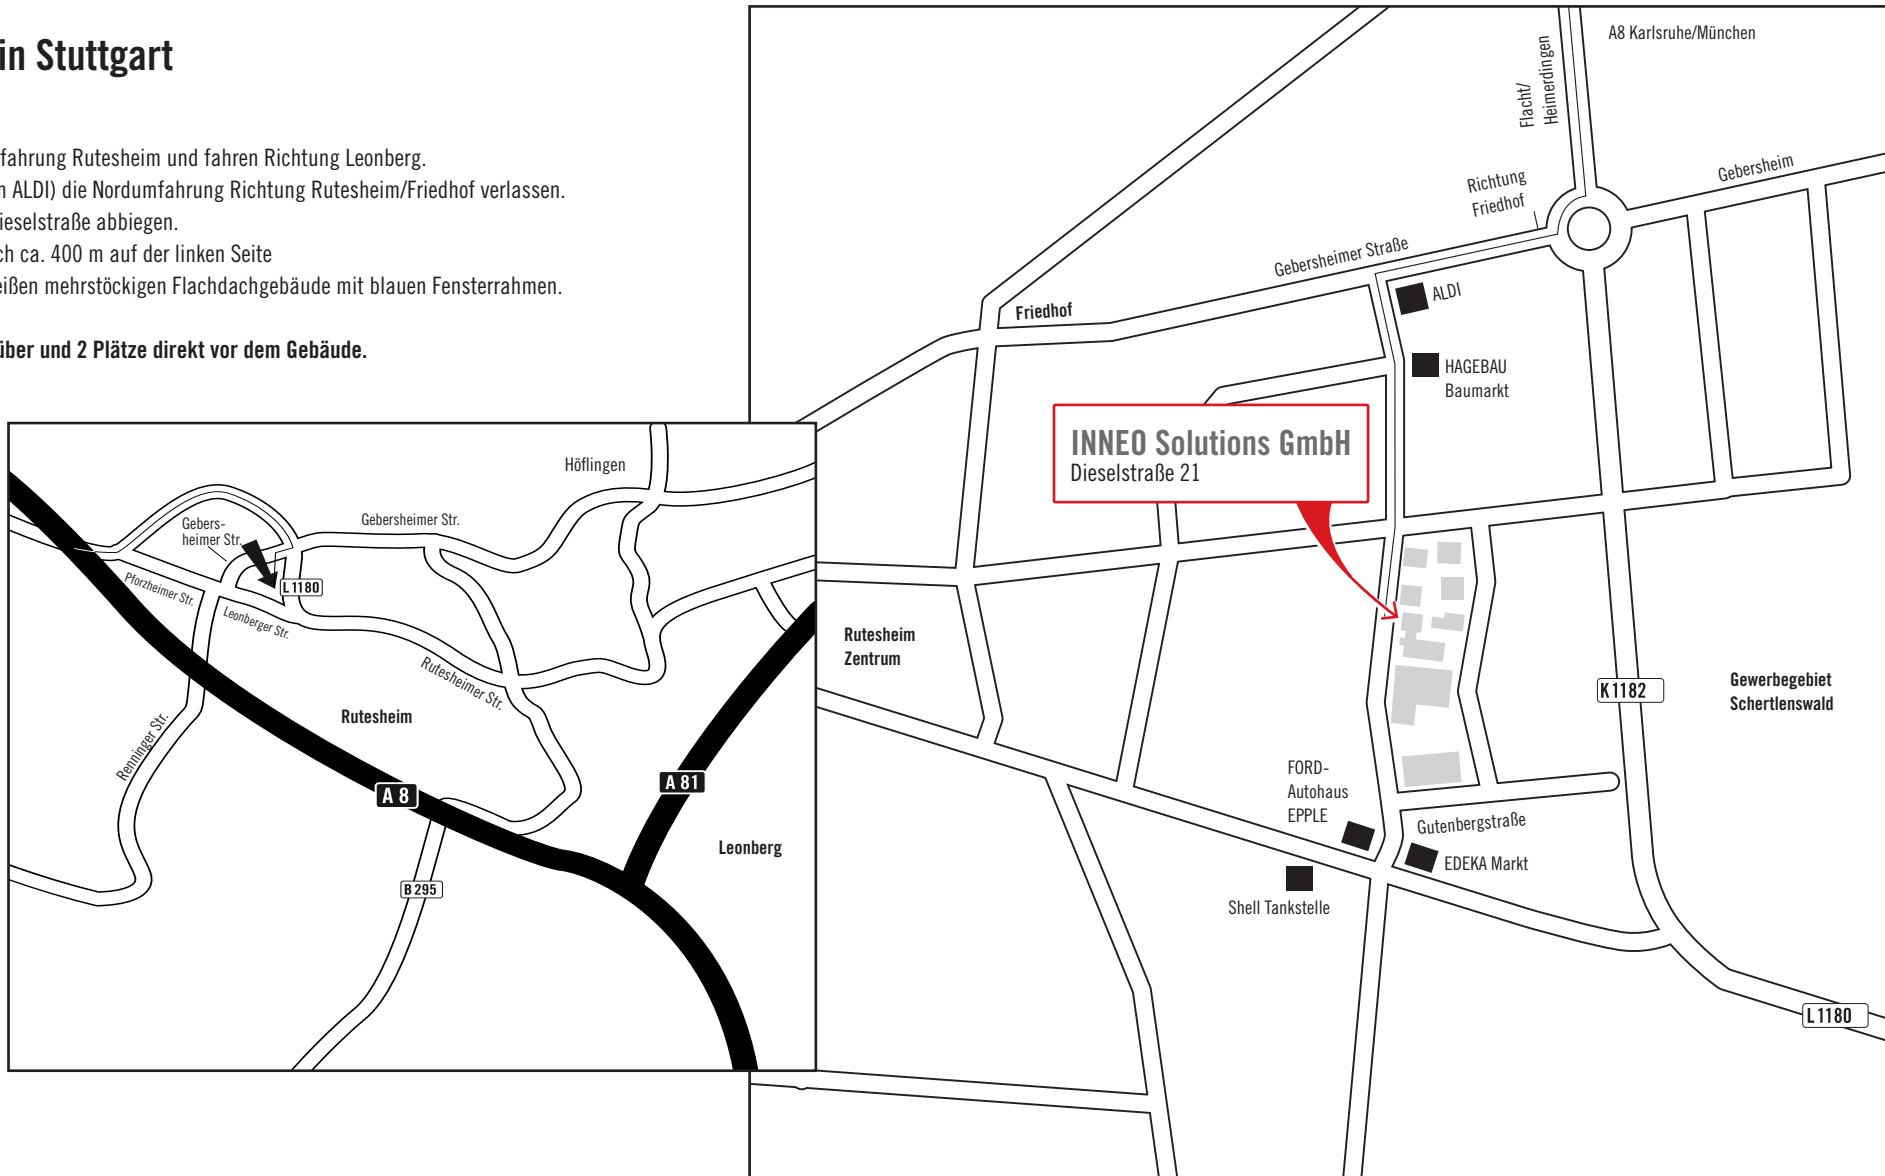 in Stuttgart
fahrung Rutesheim und fahren Richtung Leonberg.
ALDI) die Nordumfahrung Richtung Rutesheim/Friedhof verlassen.
ieselstraße abbiegen.
ch ca. 400 m auf der linken Seite
eißen mehrstöckigen Flachdachgebäude mit blauen Fensterrahmen.
über und 2 Plätze direkt vor dem Gebäude.
Höflingen
Gebersheimer Str.
Gebers-
heimer Str.
L 1180
Pforzheimer Str.
Leonberger Str.
Rutesheimer Str.
Renninger Str.
Rutesheim
A 8
A 81
Leonberg
B 295
A8 Karlsruhe/München
Flacht/
Heimerdingen
Gebersheim
Richtung
Friedhof
Gebersheimer Straße
ALDI
Friedhof
HAGEBAU
Baumarkt
INNEO Solutions GmbH
Dieselstraße 21
Rutesheim
Zentrum
K 1182
Gewerbegebiet
Schertlenswald
FORD-
Autohaus
EPPLE
Gutenbergstraße
EDEKA Markt
Shell Tankstelle
L 1180